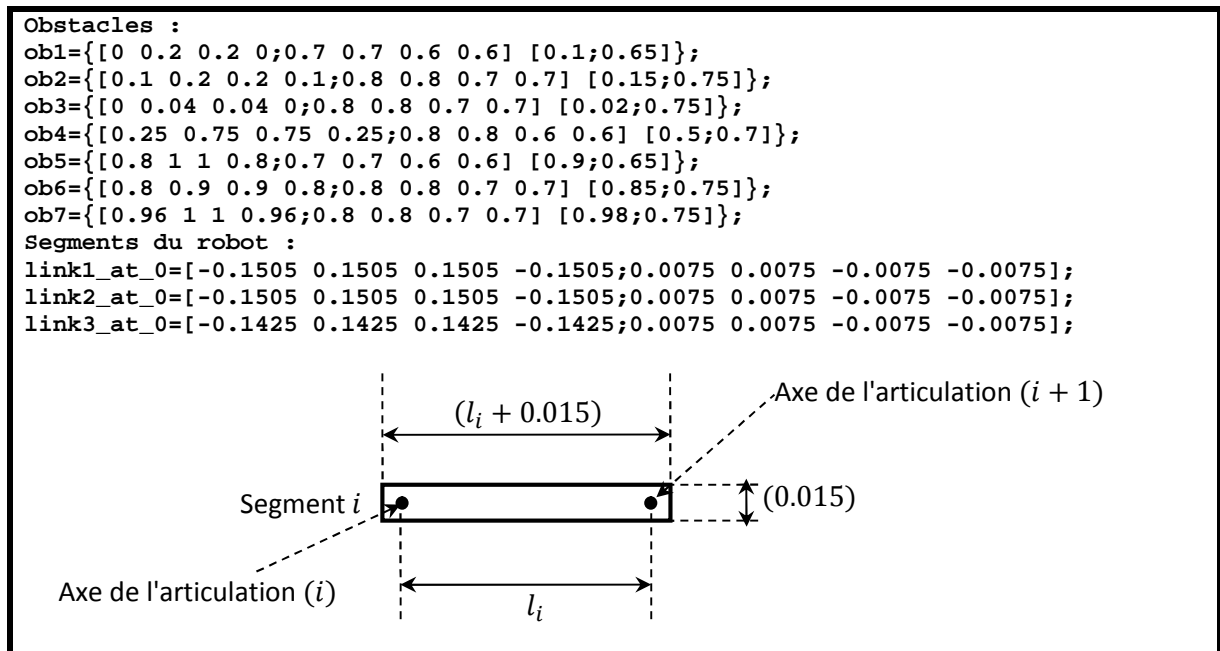 Obstacles :
ob1={[0 0.2 0.2 0;0.7 0.7 0.6 0.6] [0.1;0.65]};
ob2={[0.1 0.2 0.2 0.1;0.8 0.8 0.7 0.7] [0.15;0.75]};
ob3={[0 0.04 0.04 0;0.8 0.8 0.7 0.7] [0.02;0.75]};
ob4={[0.25 0.75 0.75 0.25;0.8 0.8 0.6 0.6] [0.5;0.7]};
ob5={[0.8 1 1 0.8;0.7 0.7 0.6 0.6] [0.9;0.65]};
ob6={[0.8 0.9 0.9 0.8;0.8 0.8 0.7 0.7] [0.85;0.75]};
ob7={[0.96 1 1 0.96;0.8 0.8 0.7 0.7] [0.98;0.75]};
Segments du robot :
link1_at_0=[-0.1505 0.1505 0.1505 -0.1505;0.0075 0.0075 -0.0075 -0.0075];
link2_at_0=[-0.1505 0.1505 0.1505 -0.1505;0.0075 0.0075 -0.0075 -0.0075];
link3_at_0=[-0.1425 0.1425 0.1425 -0.1425;0.0075 0.0075 -0.0075 -0.0075];
Axe de l'articulation (i + 1)
(l_i + 0.015)
Segment i
(0.015)
Axe de l'articulation (i)
l_i